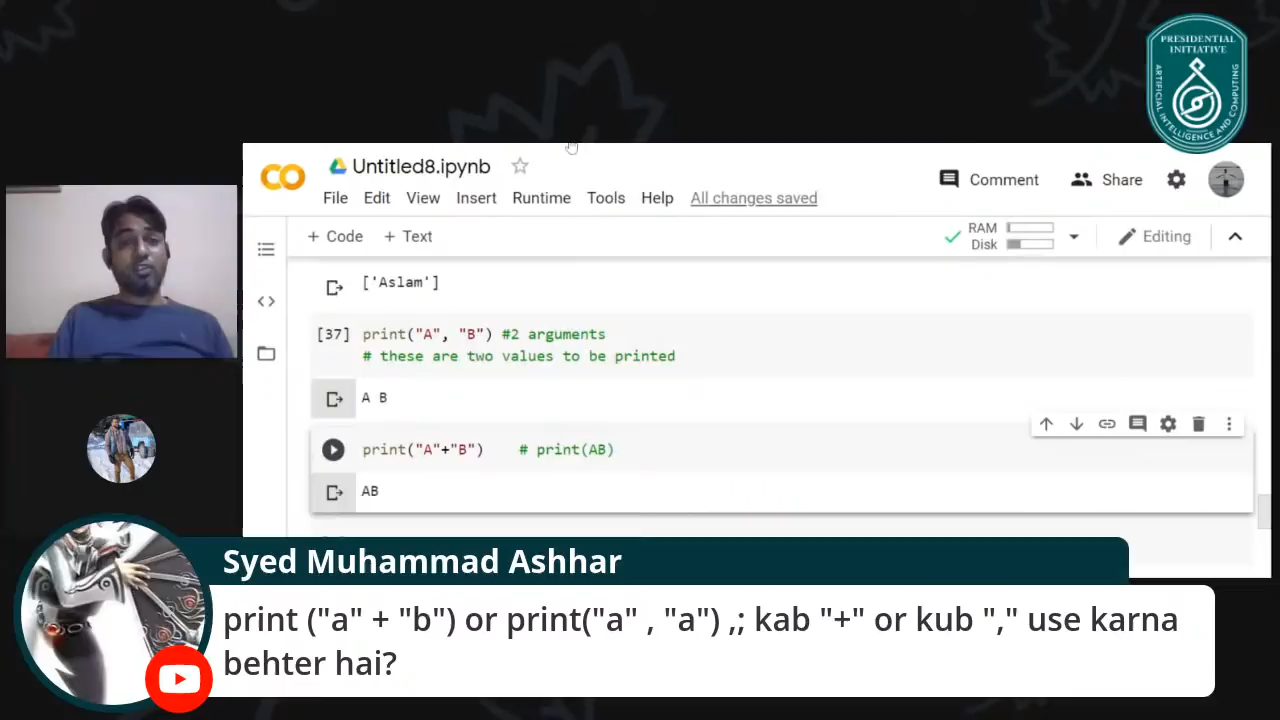 PRESIDENTIAL
INITIATIVE
ARTIFICIAL INTELLIGENCE AND COMPUTING
CO
Untitled8.ipynb
Comment
Share
File Edit View Insert Runtime Tools Help All changes saved
+ Code + Text
RAM
Disk
Editing
['Aslam']
[37] print("A", "B") #2 arguments
# these are two values to be printed
A B
print("A"+"B") # print(AB)
AB
Syed Muhammad Ashhar
print ("a" + "b") or print("a" , "a") ,; kab "+" or kub "," use karna
behter hai?